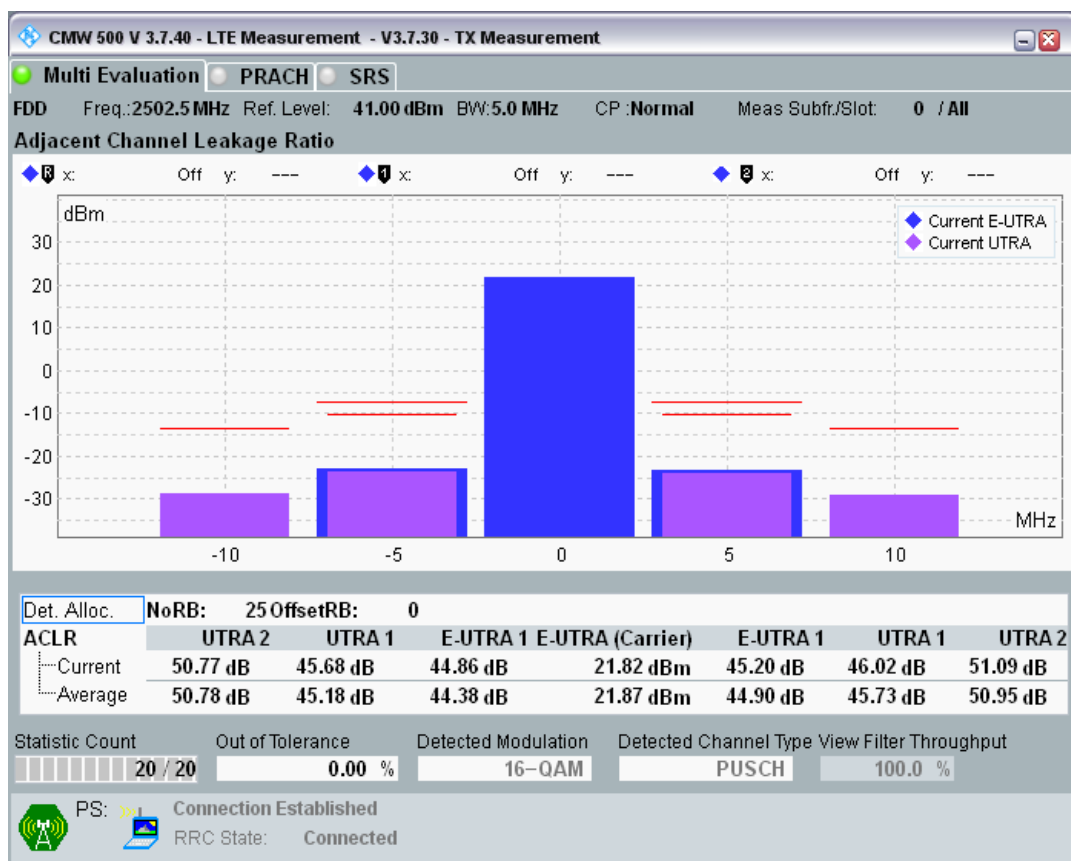 CMW 500 V 3.7.40 - LTE Measurement - V3.7.30 - TX Measurement
Multi Evaluation PRACH SRS
FDD Freq.:2502.5 MHz Ref. Level: 41.00 dBm BW:5.0 MHz CP :Normal Meas Subfr./Slot: 0 / All
Adjacent Channel Leakage Ratio
R x: Off y: --- 1 x: Off y: --- 2 x: Off y: ---
dBm
Current E-UTRA
Current UTRA
30
20
10
0
-10
-20
-30
MHz
-10 -5 0 5 10
Det. Alloc. NoRB: 25 OffsetRB: 0
ACLR UTRA 2 UTRA 1 E-UTRA 1 E-UTRA (Carrier) E-UTRA 1 UTRA 1 UTRA 2
Current 50.77 dB 45.68 dB 44.86 dB 21.82 dBm 45.20 dB 46.02 dB 51.09 dB
Average 50.78 dB 45.18 dB 44.38 dB 21.87 dBm 44.90 dB 45.73 dB 50.95 dB
Statistic Count Out of Tolerance Detected Modulation Detected Channel Type View Filter Throughput
20 / 20 0.00 % 16-QAM PUSCH 100.0 %
PS: Connection Established
RRC State: Connected